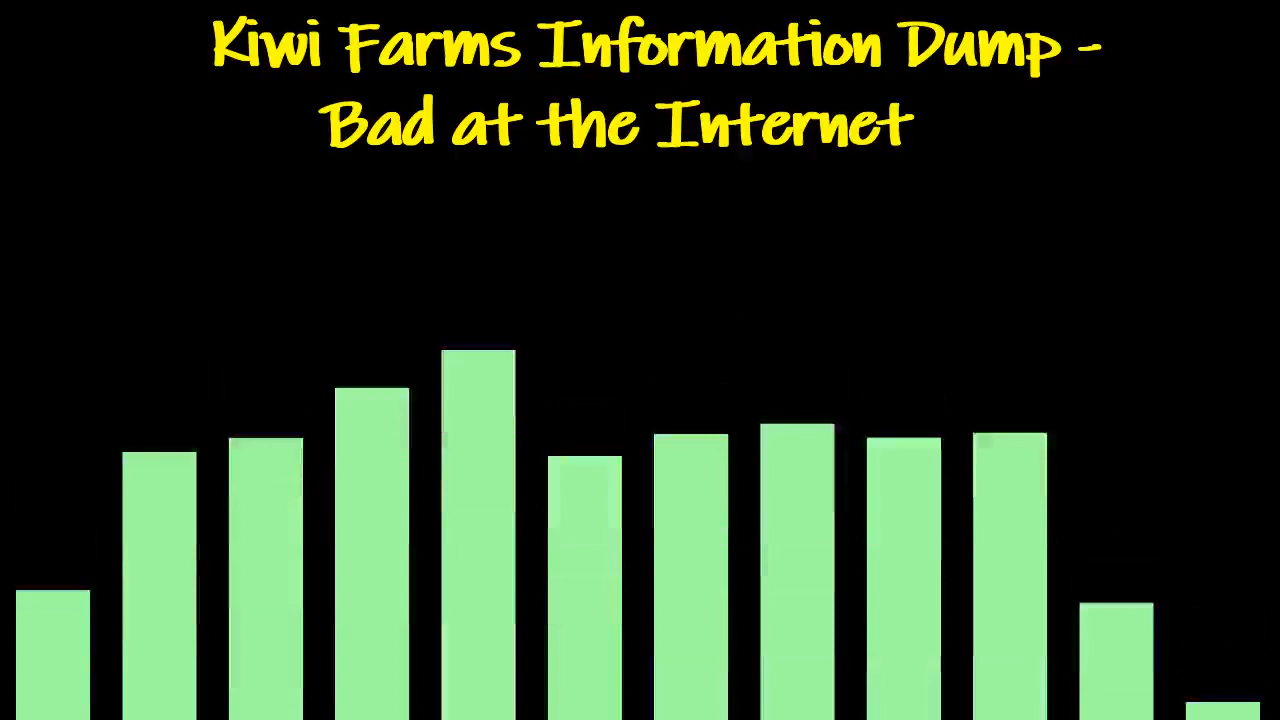 Kiwi Farms Information Dump -
Bad at the Internet